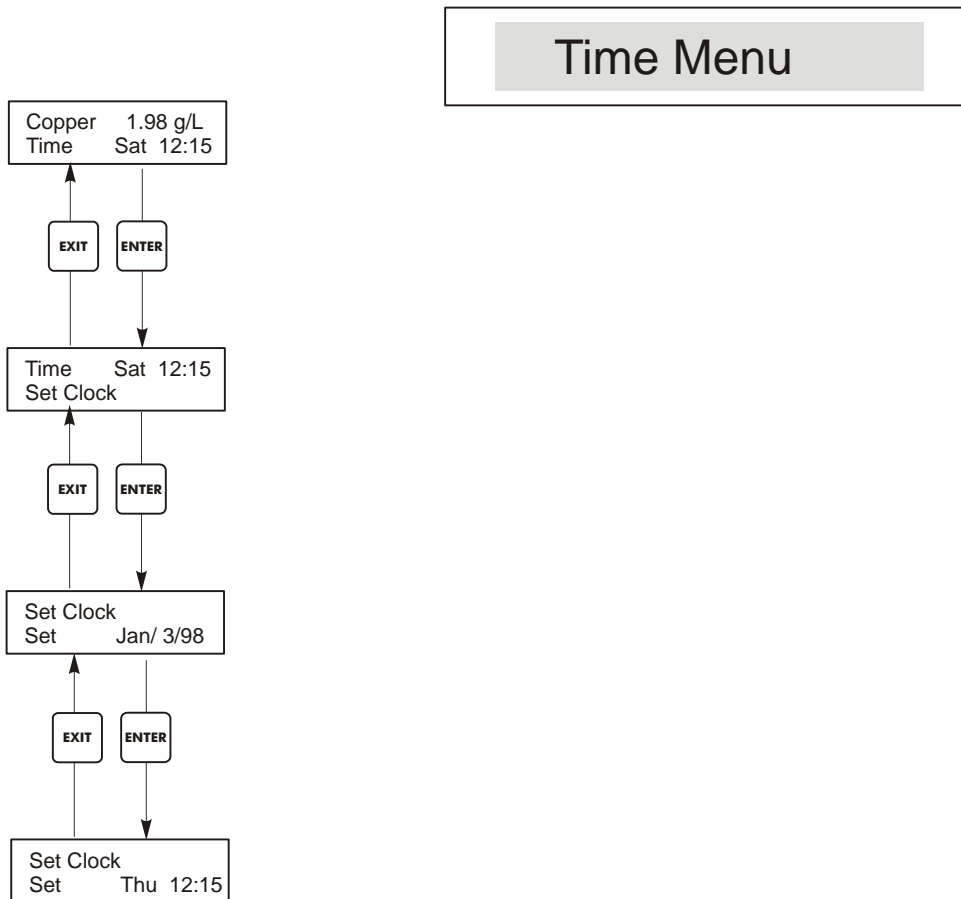 Time Menu
Copper 1.98 g/L
Time Sat 12:15
EXIT ENTER
Time Sat 12:15
Set Clock
EXIT ENTER
Set Clock
Set Jan/ 3/98
EXIT ENTER
Set Clock
Set Thu 12:15